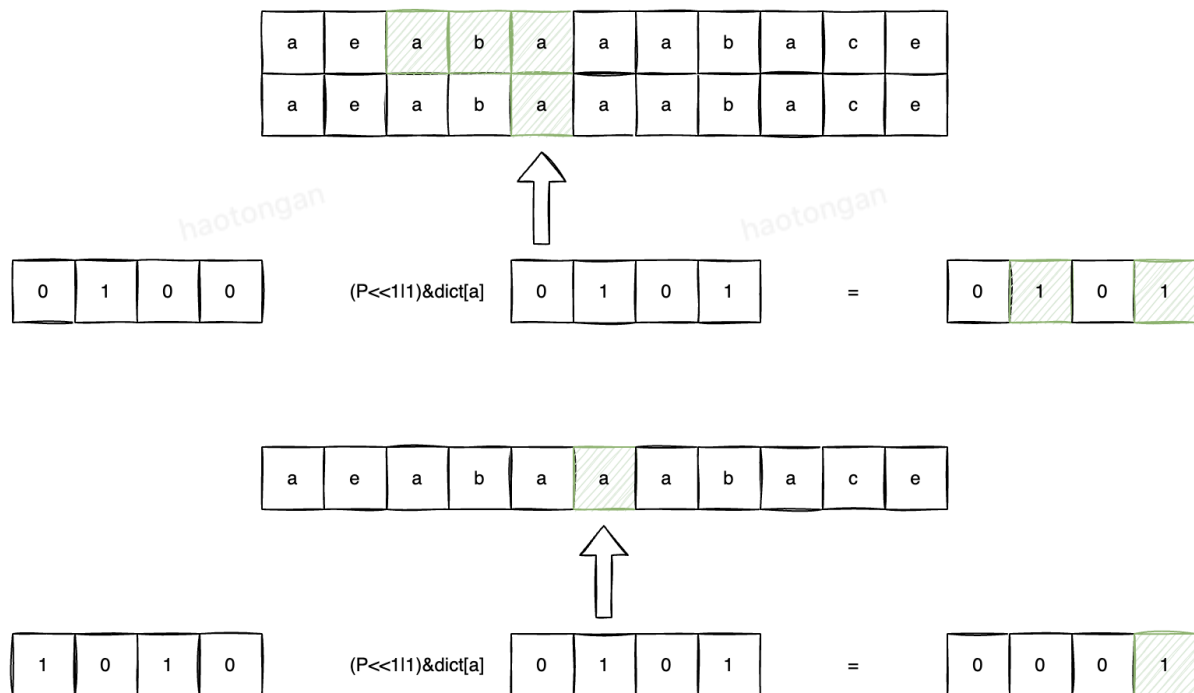 a e a b a a a b a c e
a e a b a a a b a c e
haotongan haotongan
0 1 0 0 (P<<1|1)&dict[a] 0 1 0 1 = 0 1 0 1
a e a b a a a b a c e
1 0 1 0 (P<<1|1)&dict[a] 0 1 0 1 = 0 0 0 1